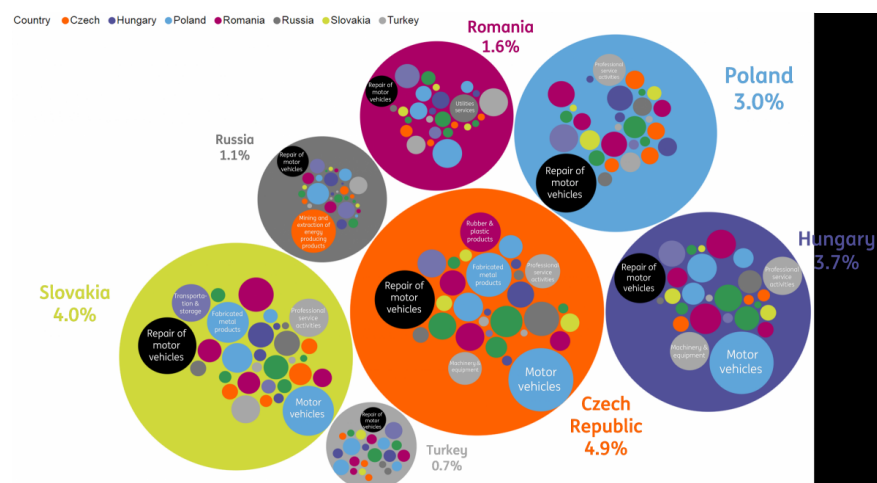 Country Czech Hungary Poland Romania Russia Slovakia Turkey
Romania
1.6%
Repair of
motor
vehicles
Utilities
services
Professional
service
activities
Poland
3.0%
Repair of
motor
vehicles
Russia
1.1%
Repair of
motor
vehicles
Mining and
extraction of
energy
producing
products
Rubber &
plastic
products
Fabricated
metal
products
Professional
service
activities
Repair of
motor
vehicles
Machinery &
equipment
Motor
vehicles
Czech
Republic
4.9%
Hungary
3.7%
Repair of
motor
vehicles
Professional
service
activities
Machinery &
equipment
Motor
vehicles
Slovakia
4.0%
Transporta-
tion &
storage
Fabricated
metal
products
Professional
service
activities
Repair of
motor
vehicles
Motor
vehicles
Repair of
motor
vehicles
Turkey
0.7%